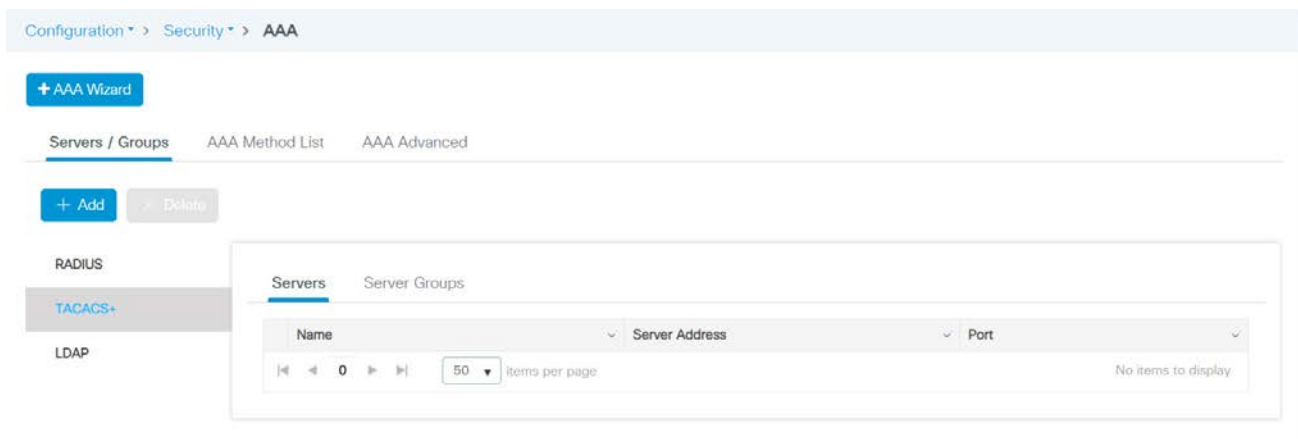 Configuration > Security > AAA
+ AAA Wizard
Servers / Groups AAA Method List AAA Advanced
+ Add × Delete
RADIUS
TACACS+
LDAP
Servers Server Groups
Name Server Address Port
0 50 items per page No items to display